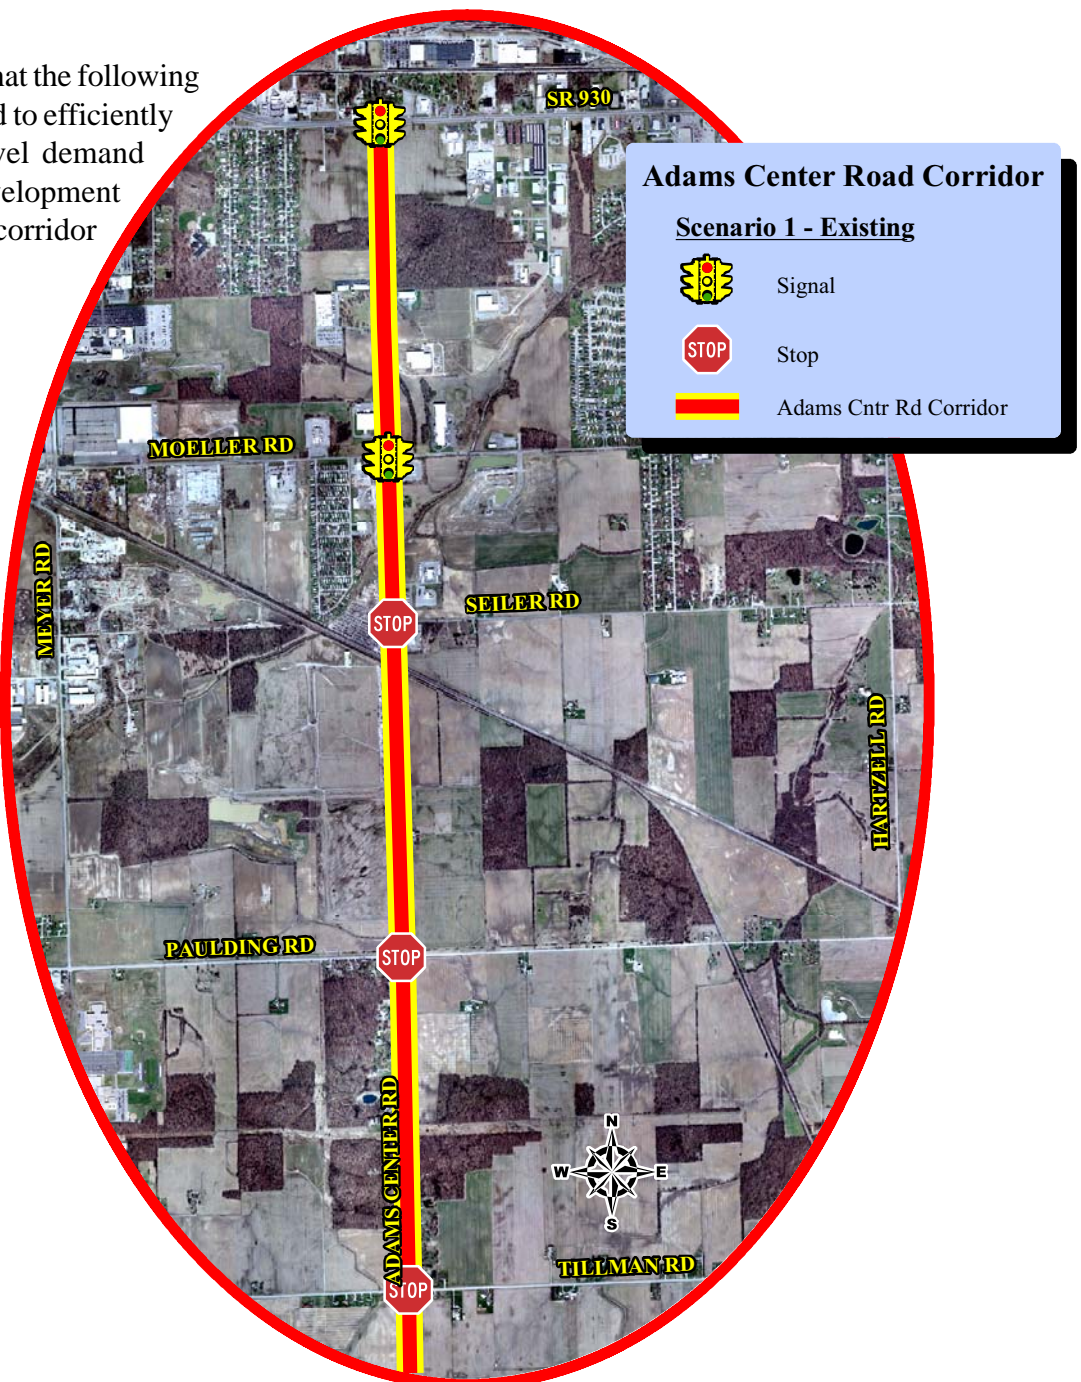 hat the following
d to efficiently
vel demand
velopment
corridor
SR 930
Adams Center Road Corridor
Scenario 1 - Existing
Signal
STOP
Stop
Adams Cntr Rd Corridor
MOELLER RD
MEYER RD
SEILER RD
STOP
HARTZELL RD
PAULDING RD
STOP
ADAMS CENTER RD
N
W
E
S
TILLMAN RD
STOP